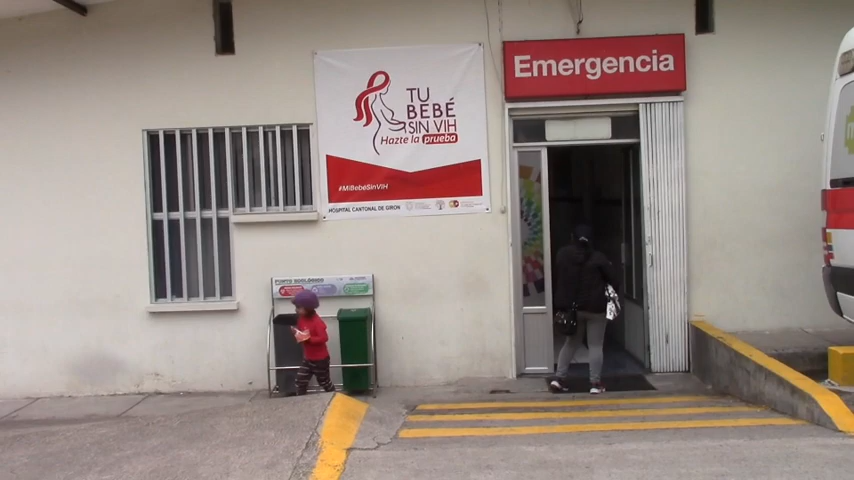 TU
BEBÉ
SIN VIH
Hazte la prueba
#MiBebéSinVIH
HOSPITAL CANTONAL DE GIRON
Emergencia
PUNTO ECOLÓGICO